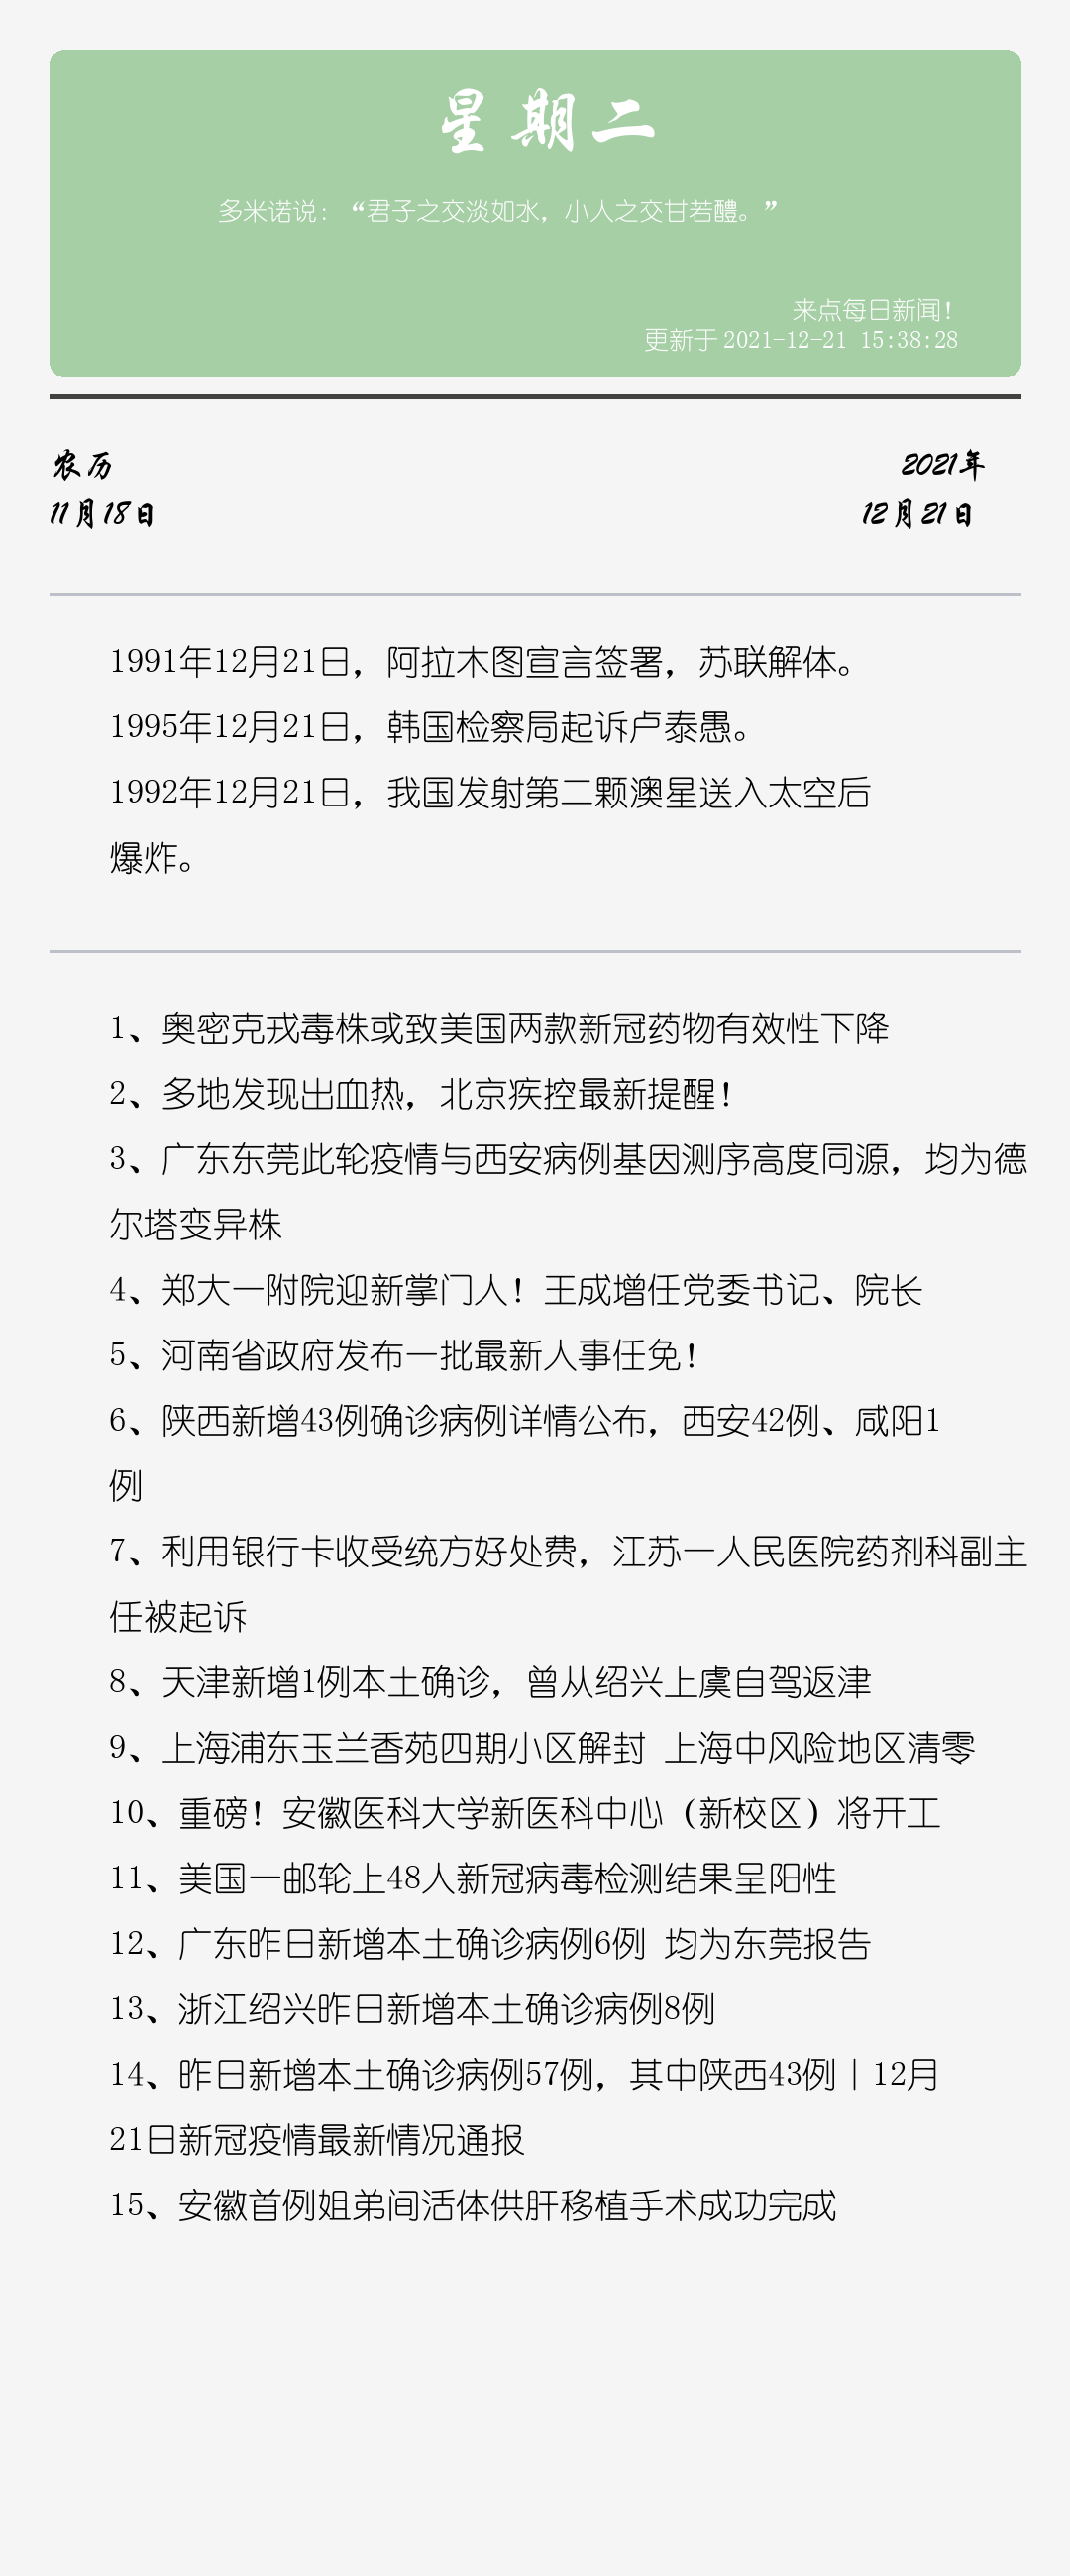 星期二
多米诺说：“君子之交淡如水，小人之交甘若醴。”
来点每日新闻！
更新于 2021-12-21 15:38:28
农历
2021年
11月18日
12月21日
1991年12月21日，阿拉木图宣言签署，苏联解体。
1995年12月21日，韩国检察局起诉卢泰愚。
1992年12月21日，我国发射第二颗澳星送入太空后
爆炸。
1、奥密克戎毒株或致美国两款新冠药物有效性下降
2、多地发现出血热，北京疾控最新提醒！
3、广东东莞此轮疫情与西安病例基因测序高度同源，均为德
尔塔变异株
4、郑大一附院迎新掌门人！王成增任党委书记、院长
5、河南省政府发布一批最新人事任免！
6、陕西新增43例确诊病例详情公布，西安42例、咸阳1
例
7、利用银行卡收受统方好处费，江苏一人民医院药剂科副主
任被起诉
8、天津新增1例本土确诊，曾从绍兴上虞自驾返津
9、上海浦东玉兰香苑四期小区解封 上海中风险地区清零
10、重磅！安徽医科大学新医科中心（新校区）将开工
11、美国一邮轮上48人新冠病毒检测结果呈阳性
12、广东昨日新增本土确诊病例6例 均为东莞报告
13、浙江绍兴昨日新增本土确诊病例8例
14、昨日新增本土确诊病例57例，其中陕西43例｜12月
21日新冠疫情最新情况通报
15、安徽首例姐弟间活体供肝移植手术成功完成